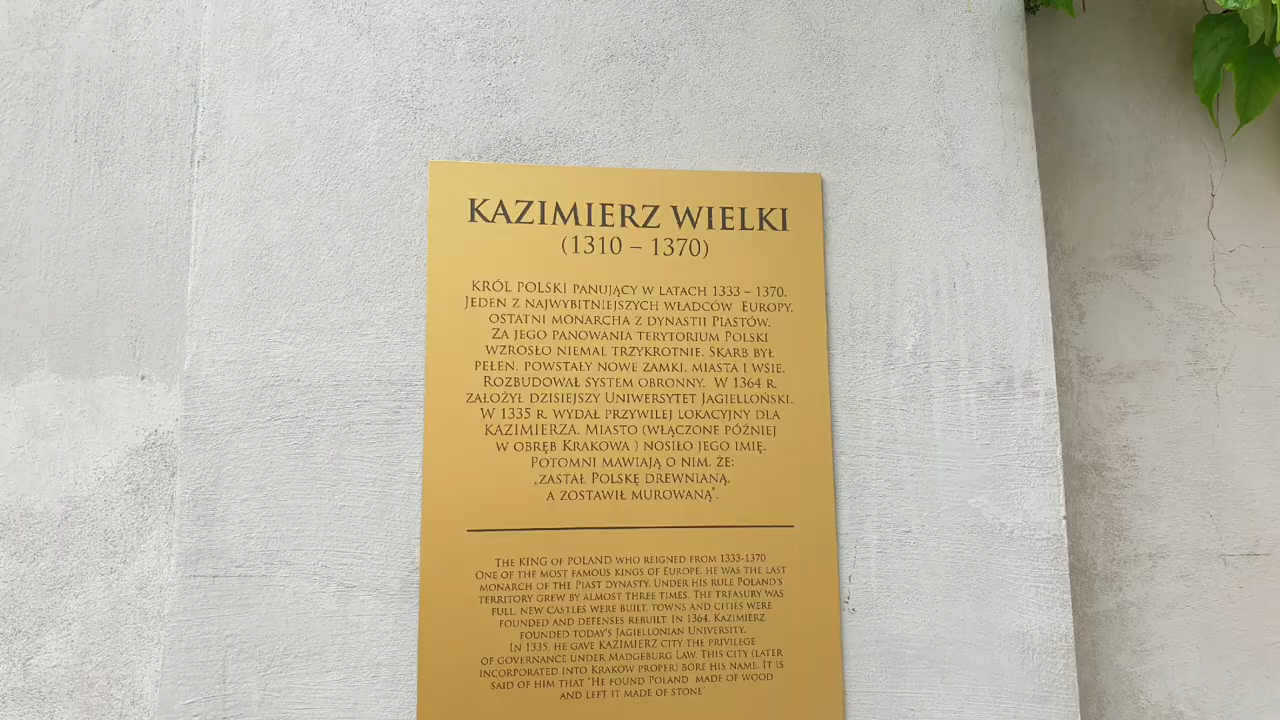 KAZIMIERZ WIELKI
(1310 – 1370)
KRÓL POLSKI PANUJĄCY W LATACH 1333 – 1370.
JEDEN Z NAJWYBITNIEJSZYCH WŁADCÓW EUROPY.
OSTATNI MONARCHA Z DYNASTII PIASTÓW.
ZA JEGO PANOWANIA TERYTORIUM POLSKI
WZROSŁO NIEMAL TRZYKROTNIE. SKARB BYŁ
PEŁEN, POWSTAŁY NOWE ZAMKI, MIASTA I WSIE.
ROZBUDOWAŁ SYSTEM OBRONNY. W 1364 R.
ZAŁOŻYŁ DZISIEJSZY UNIWERSYTET JAGIELLOŃSKI.
W 1335 R. WYDAŁ PRZYWILEJ LOKACYJNY DLA
KAZIMIERZA. MIASTO (WŁĄCZONE PÓŹNIEJ
W OBRĘB KRAKOWA ) NOSIŁO JEGO IMIĘ.
POTOMNI MAWIAJĄ O NIM, ŻE:
„ZASTAŁ POLSKĘ DREWNIANĄ,
A ZOSTAWIŁ MUROWANĄ".
THE KING OF POLAND WHO REIGNED FROM 1333-1370.
ONE OF THE MOST FAMOUS KINGS OF EUROPE, HE WAS THE LAST
MONARCH OF THE PIAST DYNASTY. UNDER HIS RULE POLAND'S
TERRITORY GREW BY ALMOST THREE TIMES. THE TREASURY WAS
FULL, NEW CASTLES WERE BUILT, TOWNS AND CITIES WERE
FOUNDED AND DEFENSES REBUILT. IN 1364, KAZIMIERZ
FOUNDED TODAY'S JAGIELLONIAN UNIVERSITY.
IN 1335, HE GAVE KAZIMIERZ CITY THE PRIVILEGE
OF GOVERNANCE UNDER MADGEBURG LAW. THIS CITY (LATER
INCORPORATED INTO KRAKOW PROPER) BORE HIS NAME. IT IS
SAID OF HIM THAT "HE FOUND POLAND MADE OF WOOD
AND LEFT IT MADE OF STONE".